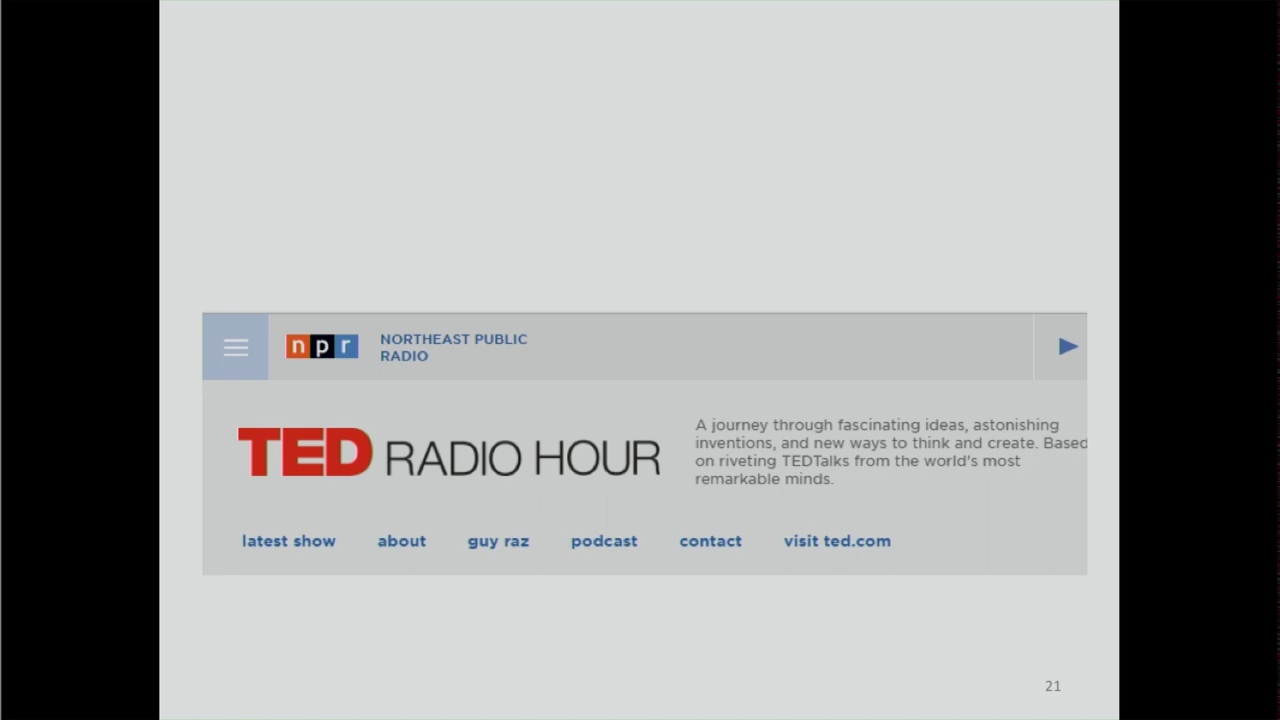 npr
NORTHEAST PUBLIC
RADIO
TED RADIO HOUR
A journey through fascinating ideas, astonishing
inventions, and new ways to think and create. Based
on riveting TEDTalks from the world's most
remarkable minds.
latest show about guy raz podcast contact visit ted.com
21